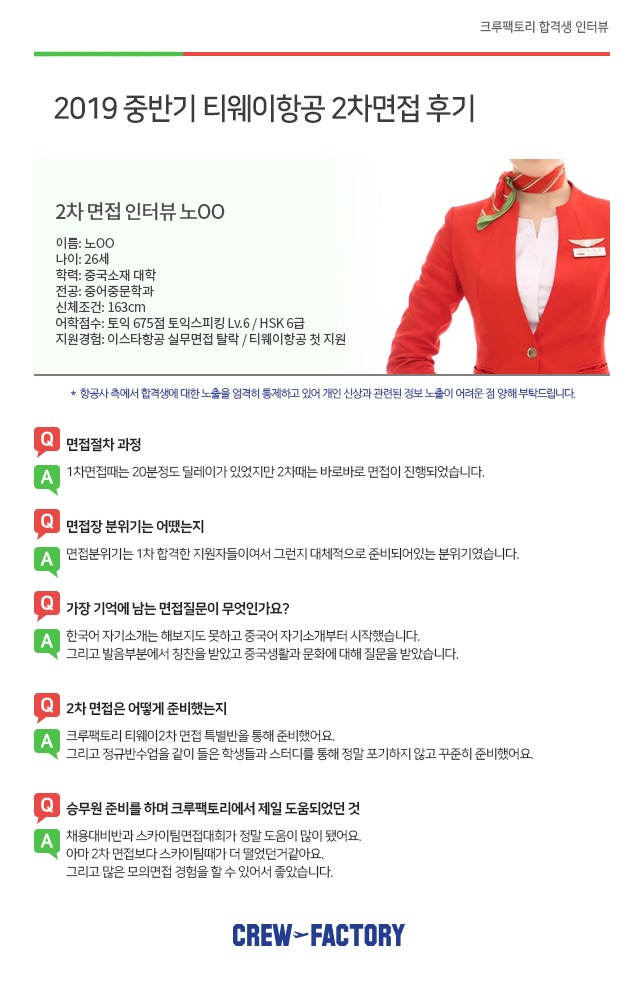 크루팩토리 합격생 인터뷰
2019 중반기 티웨이항공 2차면접 후기
2차 면접 인터뷰 노OO
이름: 노OO
나이: 26세
학력: 중국소재 대학
전공: 중어중문학과
신체조건: 163cm
어학점수: 토익 675점 토익스피킹 Lv.6 / HSK 6급
지원경험: 이스타항공 실무면접 탈락 / 티웨이항공 첫 지원
* 항공사 측에서 합격생에 대한 노출을 엄격히 통제하고 있어 개인 신상과 관련된 정보 노출이 어려운 점 양해 부탁드립니다.
Q 면접절차 과정
A 1차면접때는 20분정도 딜레이가 있었지만 2차때는 바로바로 면접이 진행되었습니다.
Q 면접장 분위기는 어땠는지
A 면접분위기는 1차 합격한 지원자들이여서 그런지 대체적으로 준비되어있는 분위기였습니다.
Q 가장 기억에 남는 면접질문이 무엇인가요?
A 한국어 자기소개는 해보지도 못하고 중국어 자기소개부터 시작했습니다.
그리고 발음부분에서 칭찬을 받았고 중국생활과 문화에 대해 질문을 받았습니다.
Q 2차 면접은 어떻게 준비했는지
A 크루팩토리 티웨이2차 면접 특별반을 통해 준비했어요.
그리고 정규반수업을 같이 들은 학생들과 스터디를 통해 정말 포기하지 않고 꾸준히 준비했어요.
Q 승무원 준비를 하며 크루팩토리에서 제일 도움되었던 것
A 채용대비반과 스카이팀면접대회가 정말 도움이 많이 됐어요.
아마 2차 면접보다 스카이팀때가 더 떨었던거같아요.
그리고 많은 모의면접 경험을 할 수 있어서 좋았습니다.
CREW FACTORY